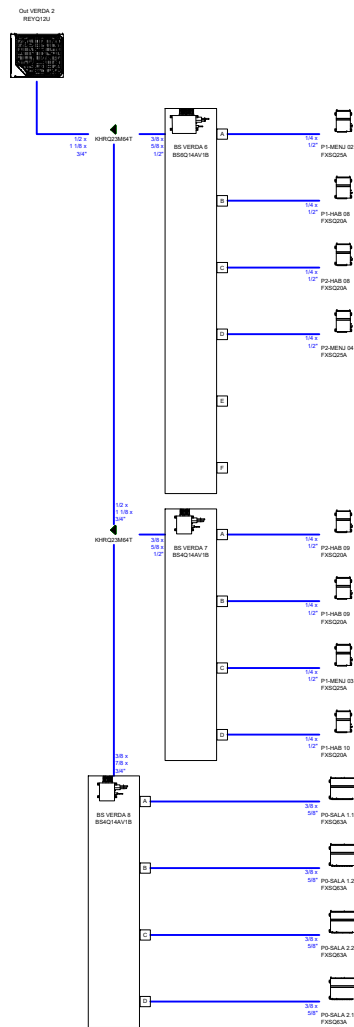 Out VERDA 2
REYQ12U
1/2 x
1 1/8 x
3/4"
KHRQ23M64T
3/8 x
5/8 x
1/2"
BS VERDA 6
BS6Q14AV1B
A
1/4 x
1/2"
P1-MENJ 02
FXSQ25A
B
1/4 x
1/2"
P1-HAB 08
FXSQ20A
C
1/4 x
1/2"
P2-HAB 08
FXSQ20A
D
1/4 x
1/2"
P2-MENJ 04
FXSQ25A
E
F
1/2 x
1 1/8 x
3/4"
KHRQ23M64T
3/8 x
5/8 x
1/2"
BS VERDA 7
BS4Q14AV1B
A
1/4 x
1/2"
P2-HAB 09
FXSQ20A
B
1/4 x
1/2"
P1-HAB 09
FXSQ20A
C
1/4 x
1/2"
P1-MENJ 03
FXSQ25A
D
1/4 x
1/2"
P1-HAB 10
FXSQ20A
3/8 x
7/8 x
3/4"
BS VERDA 8
BS4Q14AV1B
A
3/8 x
5/8"
P0-SALA 1.1
FXSQ63A
B
3/8 x
5/8"
P0-SALA 1.2
FXSQ63A
C
3/8 x
5/8"
P0-SALA 2.2
FXSQ63A
D
3/8 x
5/8"
P0-SALA 2.1
FXSQ63A